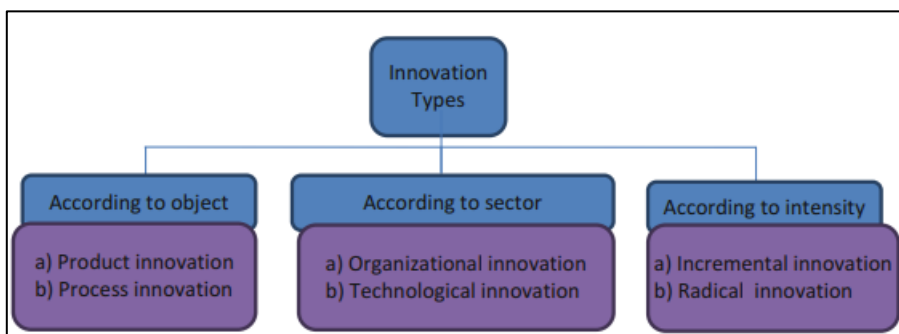 Innovation
Types
According to object
a) Product innovation
b) Process innovation
According to sector
a) Organizational innovation
b) Technological innovation
According to intensity
a) Incremental innovation
b) Radical  innovation